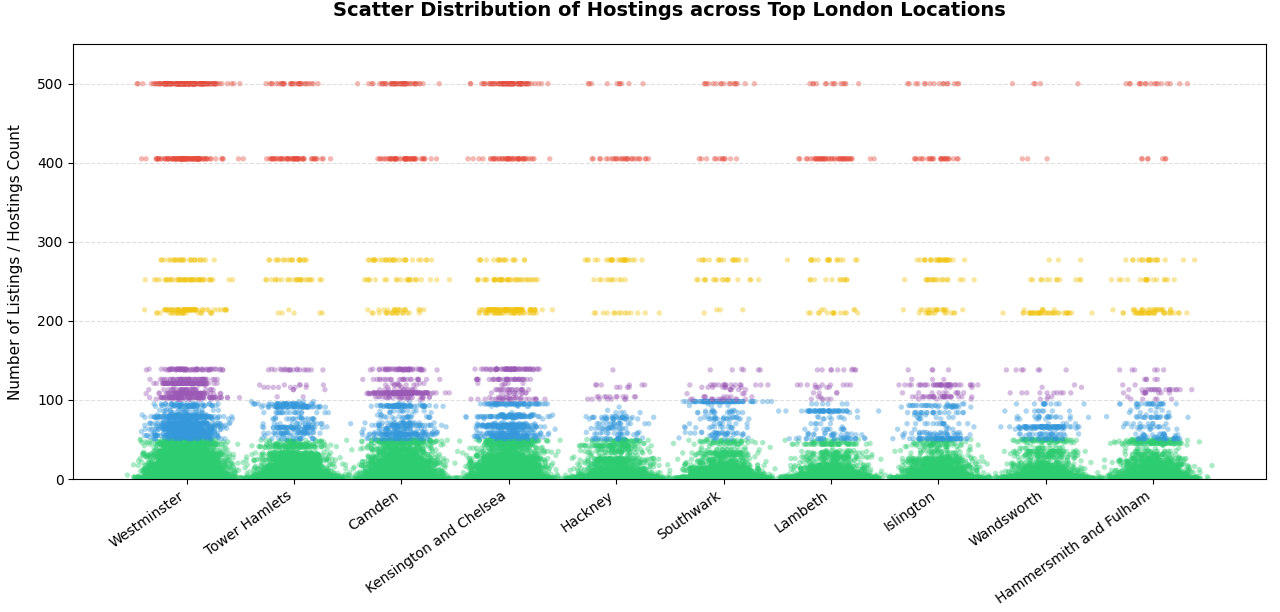 Scatter Distribution of Hostings across Top London Locations
Number of Listings / Hostings Count
500
400
300
200
100
0
Westminster
Tower Hamlets
Camden
Kensington and Chelsea
Hackney
Southwark
Lambeth
Islington
Wandsworth
Hammersmith and Fulham